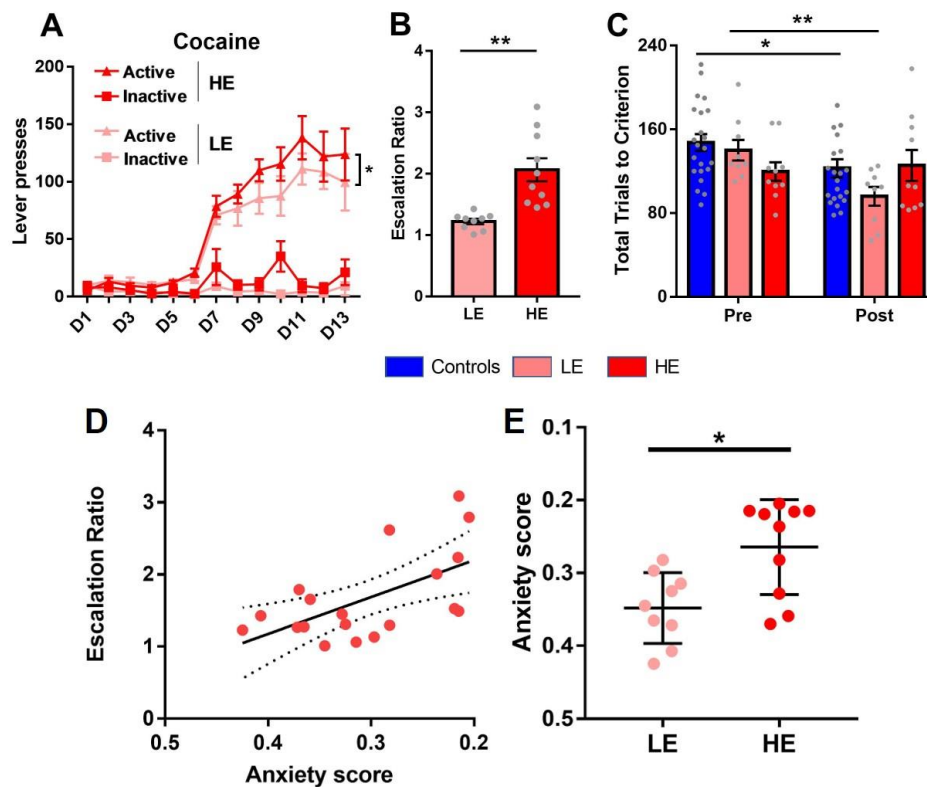 A
Cocaine
Lever presses
200
150
100
50
0
Active
Inactive
HE
Active
Inactive
LE
*
D1
D3
D5
D7
D9
D11
D13
B
**
Escalation Ratio
4
3
2
1
0
LE
HE
C
**
*
Total Trials to Criterion
240
160
80
0
Pre
Post
Controls
LE
HE
D
Escalation Ratio
4
3
2
1
0
0.5
0.4
0.3
0.2
Anxiety score
E
*
Anxiety score
0.1
0.2
0.3
0.4
0.5
LE
HE